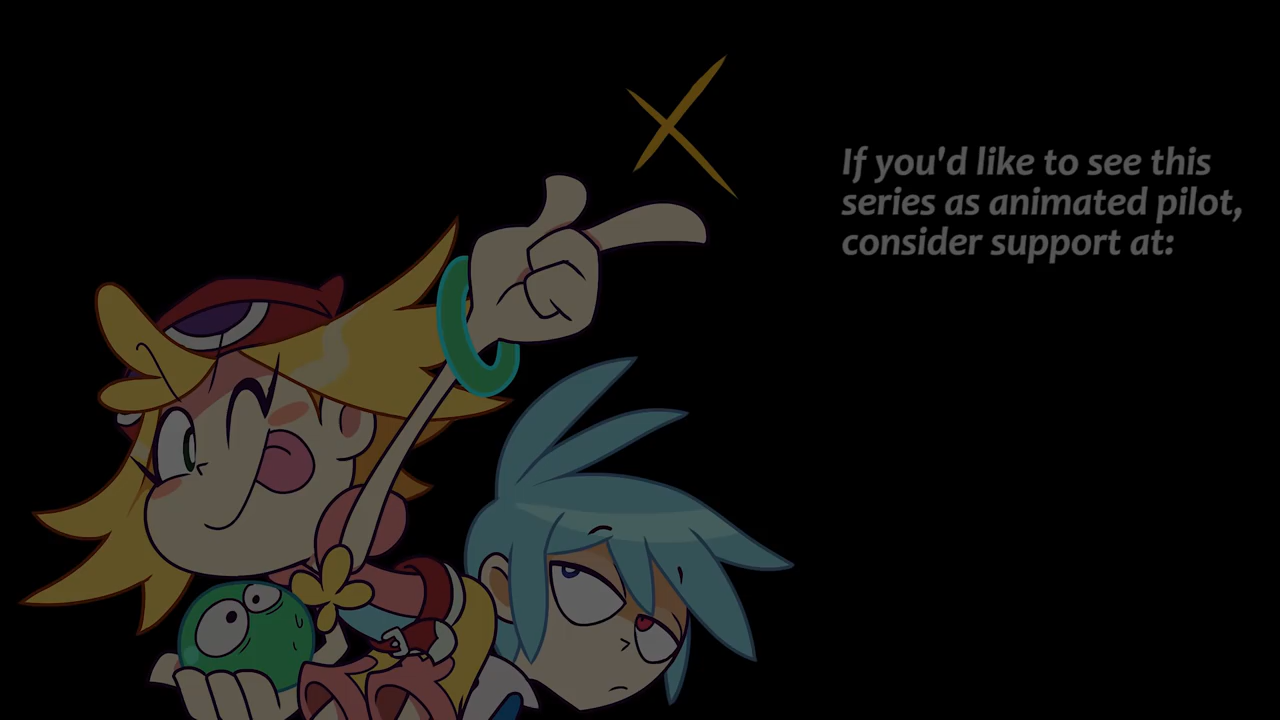 If you'd like to see this
series as animated pilot,
consider support at: